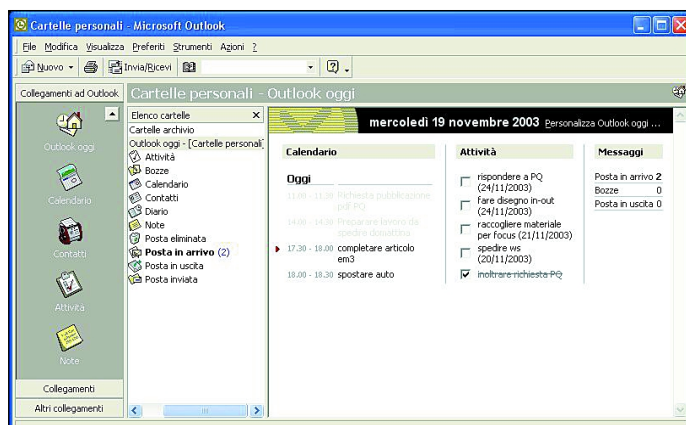 Cartelle personali - Microsoft Outlook
File Modifica Visualizza Preferiti Strumenti Azioni ?
Nuovo Invia/Ricevi
Collegamenti ad Outlook
Cartelle personali - Outlook oggi
Outlook oggi
Calendario
Contatti
Attività
Note
Collegamenti
Altri collegamenti
Elenco cartelle
Cartelle archivio
Outlook oggi - [Cartelle personali]
Attività
Bozze
Calendario
Contatti
Diario
Note
Posta eliminata
Posta in arrivo (2)
Posta in uscita
Posta inviata
mercoledì 19 novembre 2003 Personalizza Outlook oggi ...
Calendario
Oggi
11.00 - 11.30 Richiesta pubblicazione
pdf PQ
14.00 - 14.30 Preparare lavoro da
spedire domattina
17.30 - 18.00 completare articolo
em3
18.00 - 18.30 spostare auto
Attività
rispondere a PQ
(24/11/2003)
fare disegno in-out
(24/11/2003)
raccogliere materiale
per focus (21/11/2003)
spedire ws
(20/11/2003)
inoltrare richiesta PQ
Messaggi
Posta in arrivo 2
Bozze 0
Posta in uscita 0